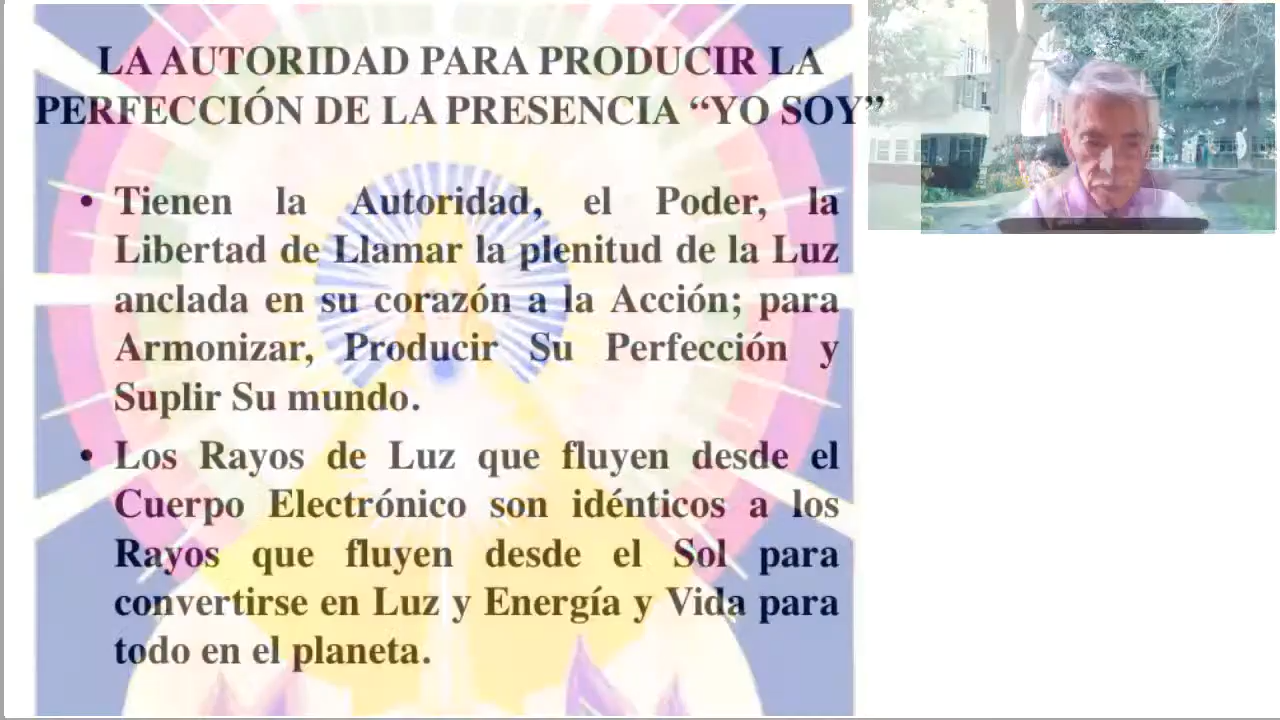 LA AUTORIDAD PARA PRODUCIR LA
PERFECCIÓN DE LA PRESENCIA “YO SOY”
• Tienen la Autoridad, el Poder, la
Libertad de Llamar la plenitud de la Luz
anclada en su corazón a la Acción; para
Armonizar, Producir Su Perfección y
Suplir Su mundo.
• Los Rayos de Luz que fluyen desde el
Cuerpo Electrónico son idénticos a los
Rayos que fluyen desde el Sol para
convertirse en Luz y Energía y Vida para
todo en el planeta.